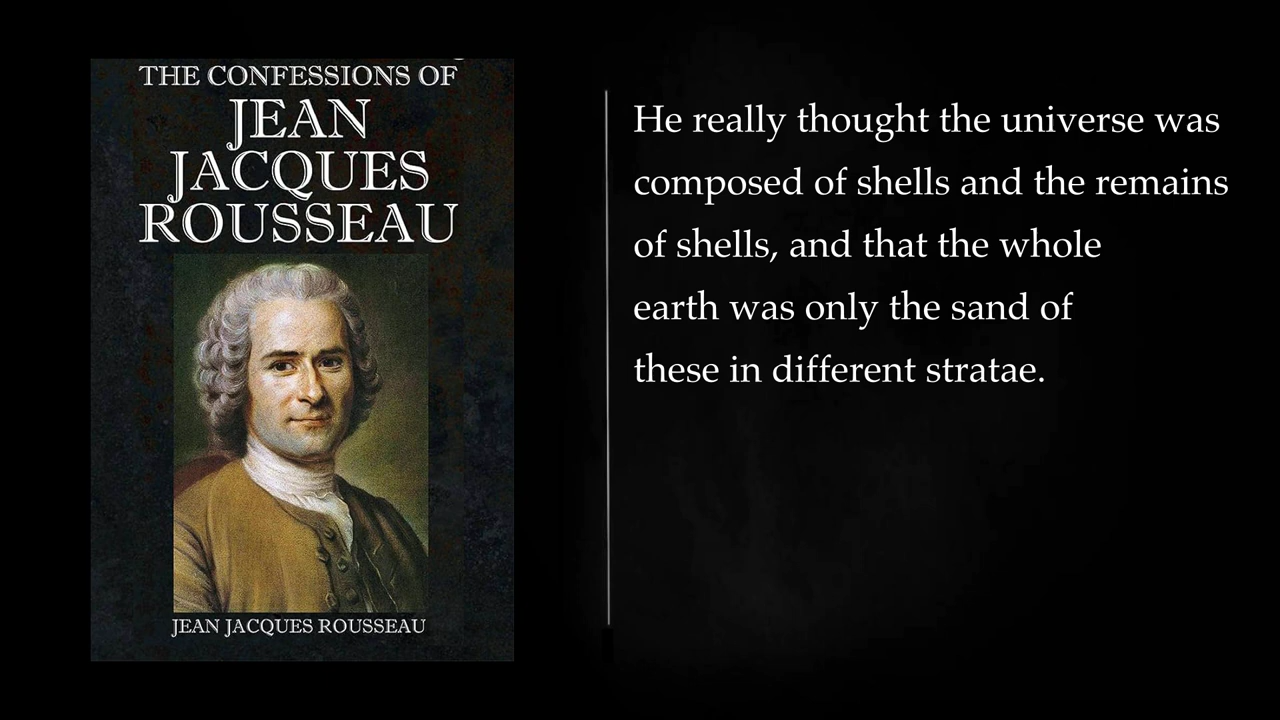 THE CONFESSIONS OF
JEAN
JACQUES
ROUSSEAU
JEAN JACQUES ROUSSEAU
He really thought the universe was
composed of shells and the remains
of shells, and that the whole
earth was only the sand of
these in different stratae.